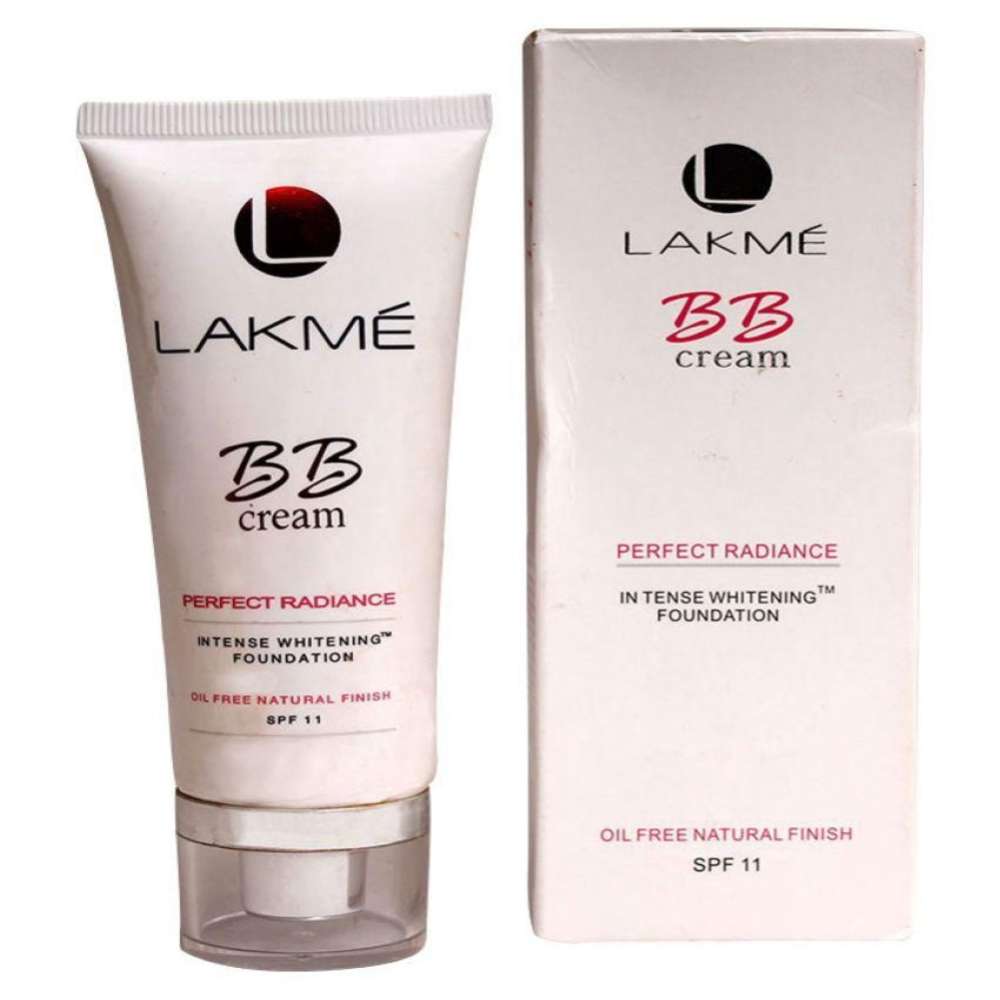 L
LAKMÉ
BB
cream
PERFECT RADIANCE
INTENSE WHITENING™
FOUNDATION
OIL FREE NATURAL FINISH
SPF 11
L
LAKMÉ
BB
cream
PERFECT RADIANCE
IN TENSE WHITENING™
FOUNDATION
OIL FREE NATURAL FINISH
SPF 11